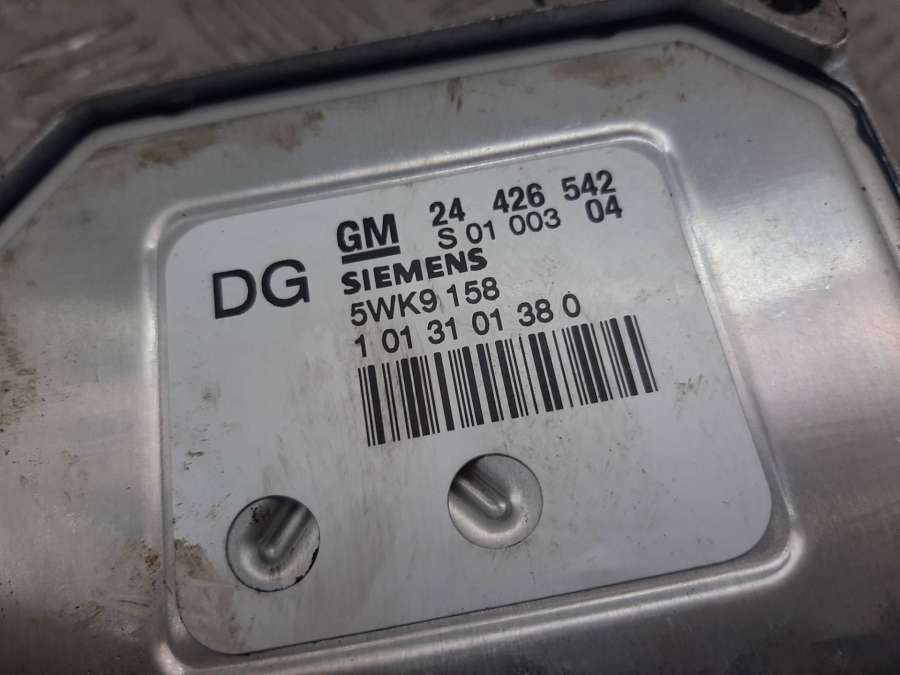 GM 24 426 542
S 01 003 04
DG SIEMENS
5WK9 158
1 01 31 01 38 0